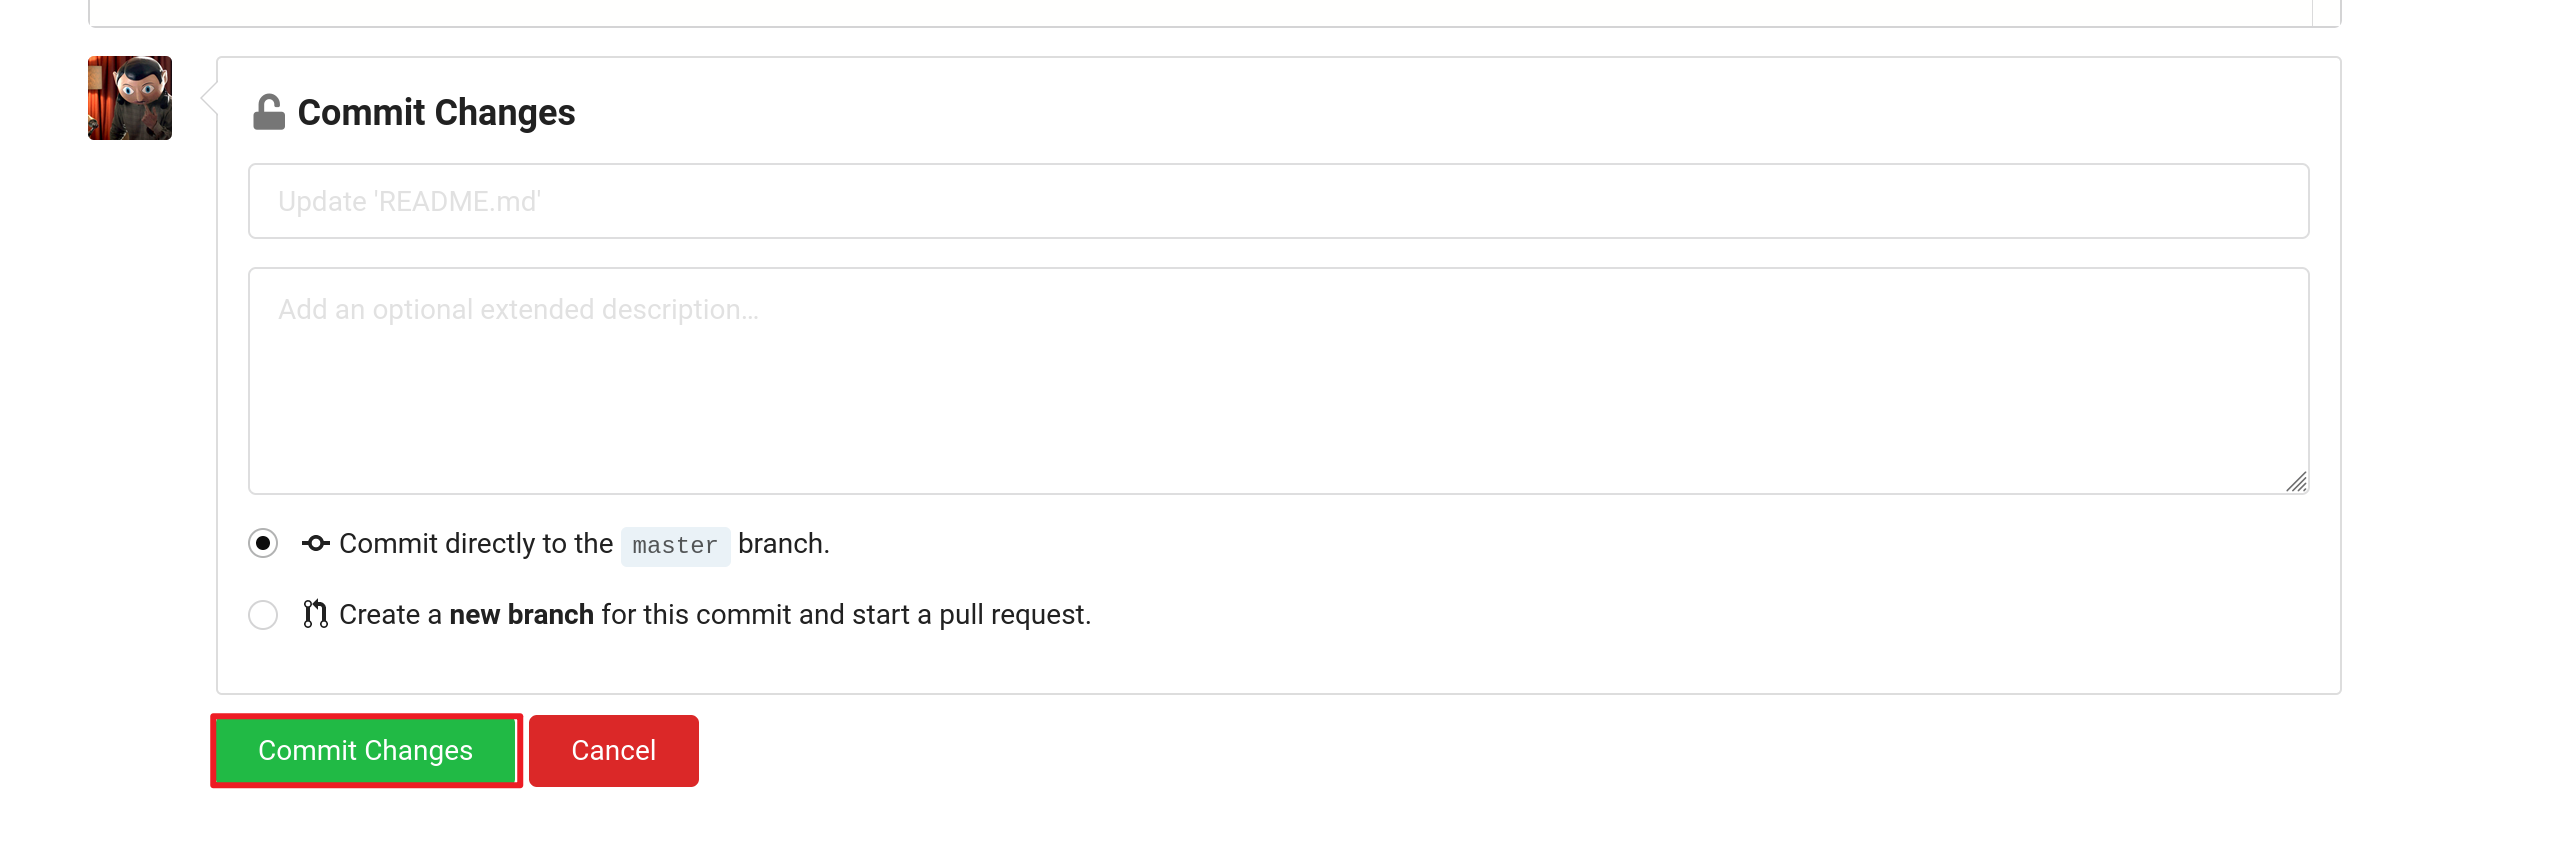 Commit Changes
Update 'README.md'
Add an optional extended description…
Commit directly to the master branch.
Create a new branch for this commit and start a pull request.
Commit Changes
Cancel